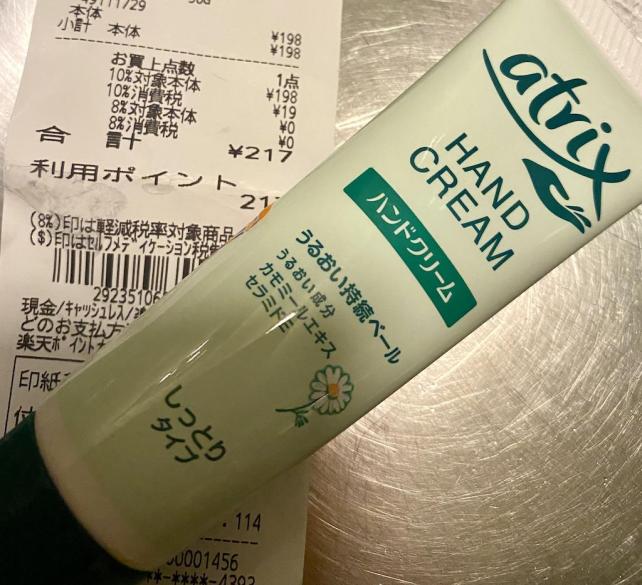 本体
¥198
小計 本体
¥198
お買上点数
1点
10%対象本体
¥198
10%消費税
¥19
8%対象本体
¥0
8%消費税
¥0
合 計
¥217
利用ポイント
(8%)印は軽減税率対象商品
($)印はセルフメディケーション税
現金/キャッシュレス/
どのお支払方
楽天ポイント
印紙
114
00001456
**-****-4393
atrix
HAND
CREAM
ハンドクリーム
うるおい持続ベール
うるおい成分
カモミールエキス
セラミドE
しっとり
タイプ